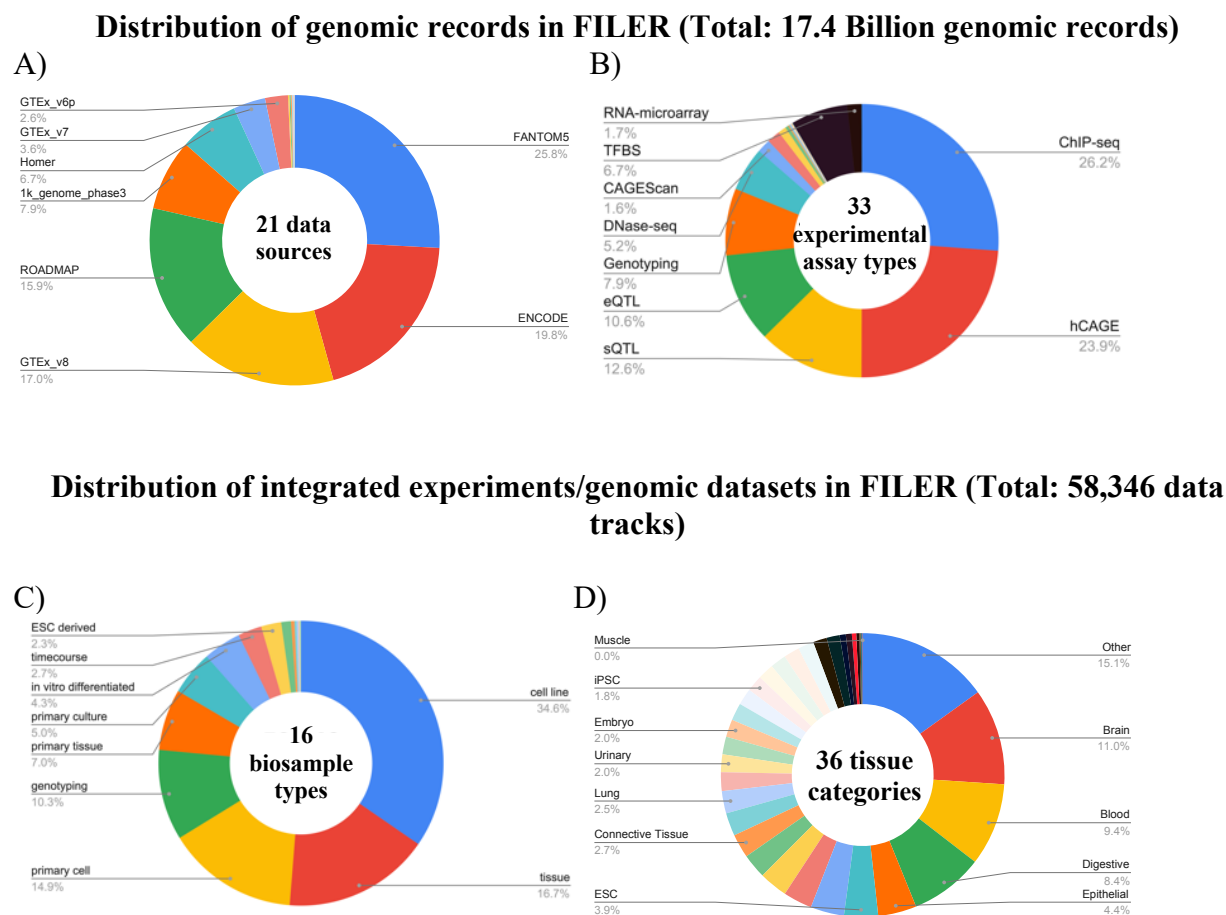 Distribution of genomic records in FILER (Total: 17.4 Billion genomic records)
A)
GTEx_v6p
2.6%
GTEx_v7
3.6%
Homer
6.7%
1k_genome_phase3
7.9%
ROADMAP
15.9%
GTEx_v8
17.0%
FANTOM5
25.8%
ENCODE
19.8%
21 data
sources
B)
RNA-microarray
1.7%
TFBS
6.7%
CAGEScan
1.6%
DNase-seq
5.2%
Genotyping
7.9%
eQTL
10.6%
sQTL
12.6%
ChIP-seq
26.2%
hCAGE
23.9%
33
experimental
assay types
Distribution of integrated experiments/genomic datasets in FILER (Total: 58,346 data
tracks)
C)
ESC derived
2.3%
timecourse
2.7%
in vitro differentiated
4.3%
primary culture
5.0%
primary tissue
7.0%
genotyping
10.3%
primary cell
14.9%
cell line
34.6%
tissue
16.7%
16
biosample
types
D)
Muscle
0.0%
iPSC
1.8%
Embryo
2.0%
Urinary
2.0%
Lung
2.5%
Connective Tissue
2.7%
ESC
3.9%
Other
15.1%
Brain
11.0%
Blood
9.4%
Digestive
8.4%
Epithelial
4.4%
36 tissue
categories